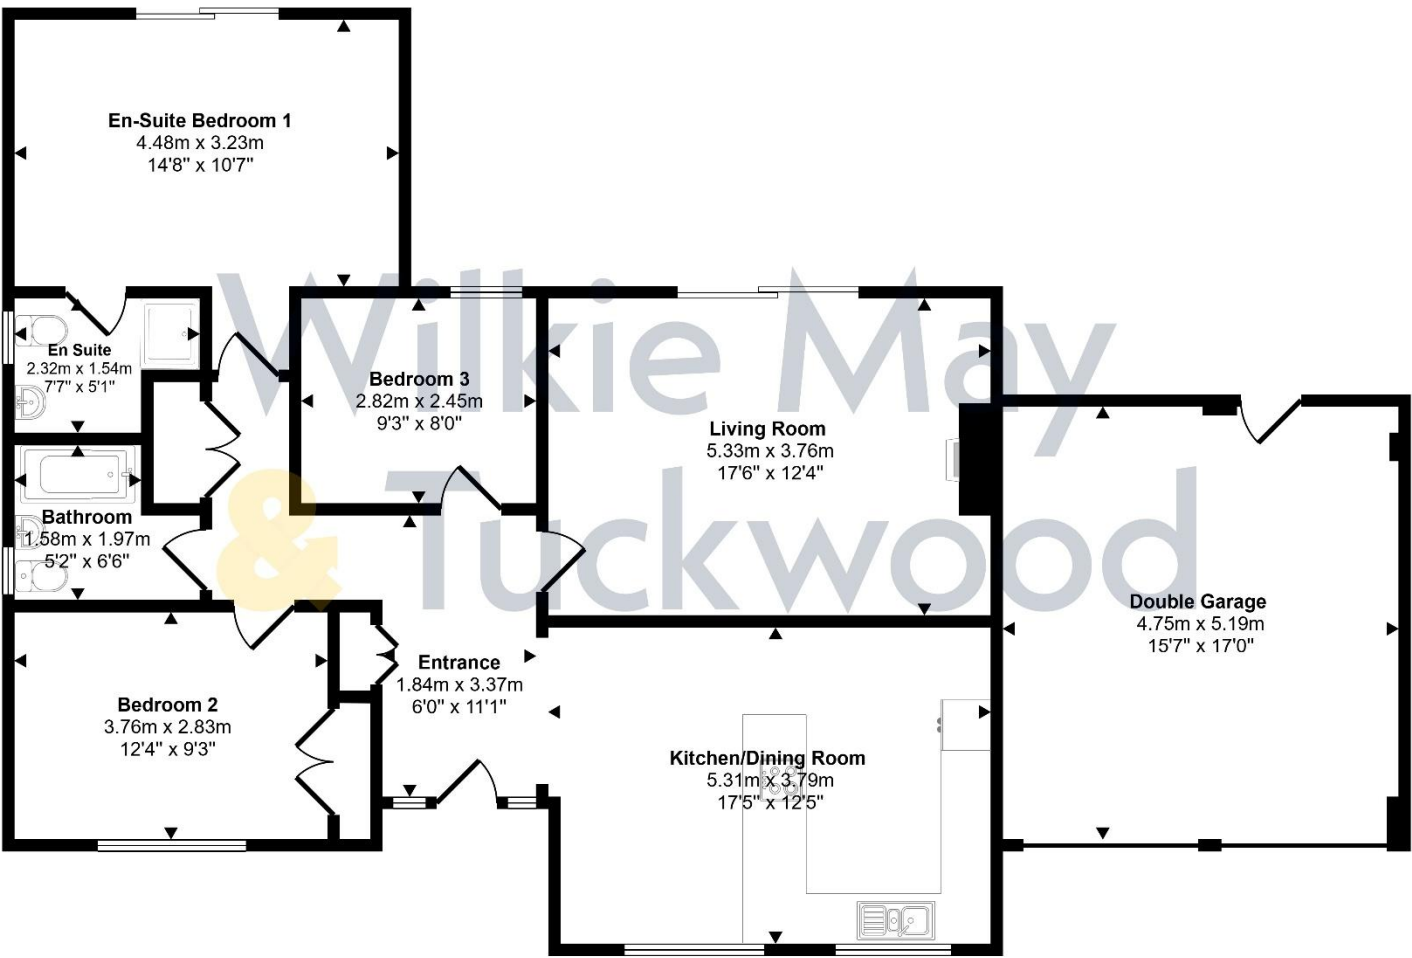 En-Suite Bedroom 1
4.48m x 3.23m
14'8" x 10'7"
Wilkie May
& Tuckwood
En Suite
2.32m x 1.54m
7'7" x 5'1"
Bedroom 3
2.82m x 2.45m
9'3" x 8'0"
Living Room
5.33m x 3.76m
17'6" x 12'4"
Bathroom
1.58m x 1.97m
5'2" x 6'6"
Double Garage
4.75m x 5.19m
15'7" x 17'0"
Entrance
1.84m x 3.37m
6'0" x 11'1"
Bedroom 2
3.76m x 2.83m
12'4" x 9'3"
Kitchen/Dining Room
5.31m x 3.79m
17'5" x 12'5"